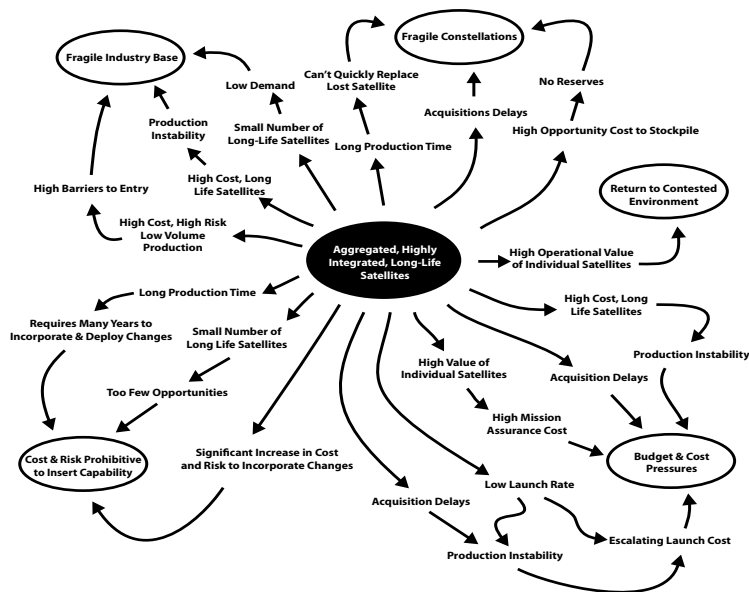 Fragile Constellations
Fragile Industry Base
Can't Quickly Replace
Lost Satellite
No Reserves
Low Demand
Acquisitions Delays
Production
Instability
Small Number of
Long-Life Satellites
High Opportunity Cost to Stockpile
Long Production Time
High Cost, Long
Life Satellites
High Barriers to Entry
Return to Contested
Environment
High Cost, High Risk
Low Volume
Production
Aggregated, Highly
Integrated, Long-Life
Satellites
High Operational Value
of Individual Satellites
Long Production Time
High Cost, Long
Life Satellites
Requires Many Years to
Incorporate & Deploy Changes
Small Number of
Long Life Satellites
Production Instability
High Value of
Individual Satellites
Acquisition Delays
Too Few Opportunities
High Mission
Assurance Cost
Cost & Risk Prohibitive
to Insert Capability
Significant Increase in Cost
and Risk to Incorporate Changes
Budget & Cost
Pressures
Low Launch Rate
Acquisition Delays
Escalating Launch Cost
Production Instability